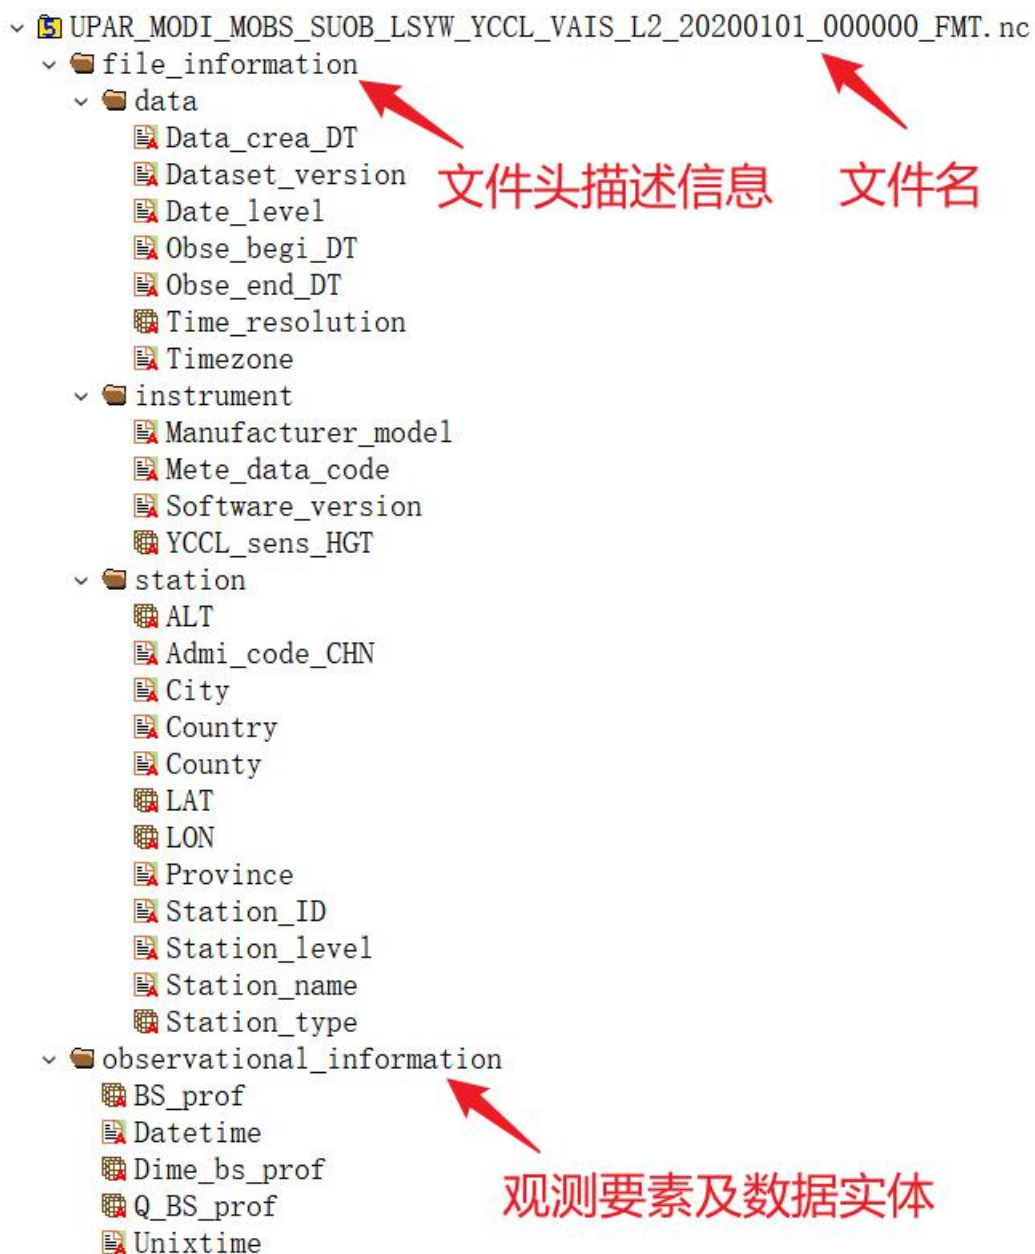 UPAR_MODI_MOBS_SUOB_LSYW_YCCL_VAIS_L2_20200101_000000_FMT.nc
file_information
data
Data_crea_DT
文件头描述信息
文件名
Dataset_version
Date_level
Obse_begi_DT
Obse_end_DT
Time_resolution
Timezone
instrument
Manufacturer_model
Mete_data_code
Software_version
YCCL_sens_HGT
station
ALT
Admi_code_CHN
City
Country
County
LAT
LON
Province
Station_ID
Station_level
Station_name
Station_type
observational_information
BS_prof
Datetime
Dime_bs_prof
观测要素及数据实体
Q_BS_prof
Unixtime